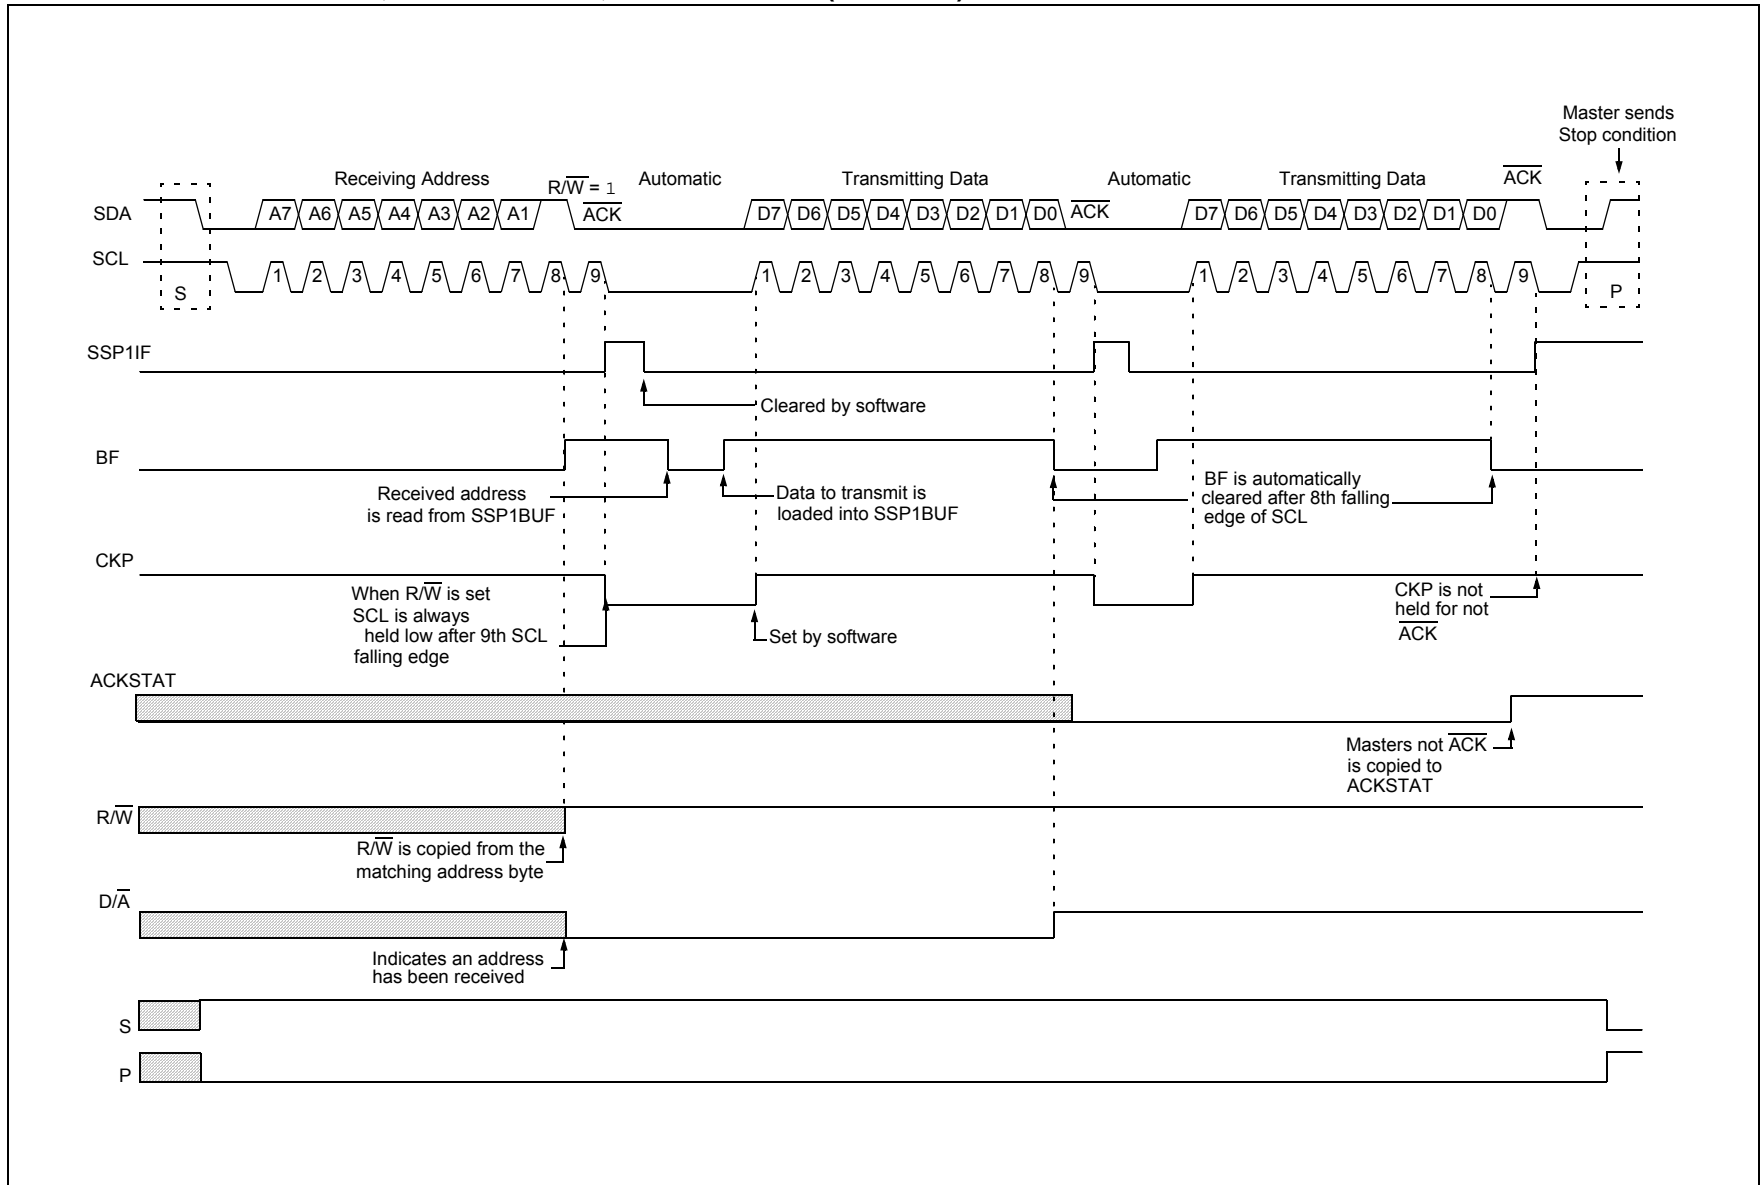 Master sends
Stop condition
Receiving Address
R/W̅ = 1
Automatic
Transmitting Data
Automatic
Transmitting Data
A̅C̅K̅
SDA
A7 A6 A5 A4 A3 A2 A1 A̅C̅K̅ D7 D6 D5 D4 D3 D2 D1 D0 A̅C̅K̅ D7 D6 D5 D4 D3 D2 D1 D0
SCL
1 2 3 4 5 6 7 8 9 1 2 3 4 5 6 7 8 9 1 2 3 4 5 6 7 8 9
S
P
SSP1IF
Cleared by software
BF
Received address
is read from SSP1BUF
Data to transmit is
loaded into SSP1BUF
BF is automatically
cleared after 8th falling
edge of SCL
CKP
When R/W̅ is set
SCL is always
held low after 9th SCL
falling edge
Set by software
CKP is not
held for not
A̅C̅K̅
ACKSTAT
Masters not A̅C̅K̅
is copied to
ACKSTAT
R/W̅
R/W̅ is copied from the
matching address byte
D/A̅
Indicates an address
has been received
S
P